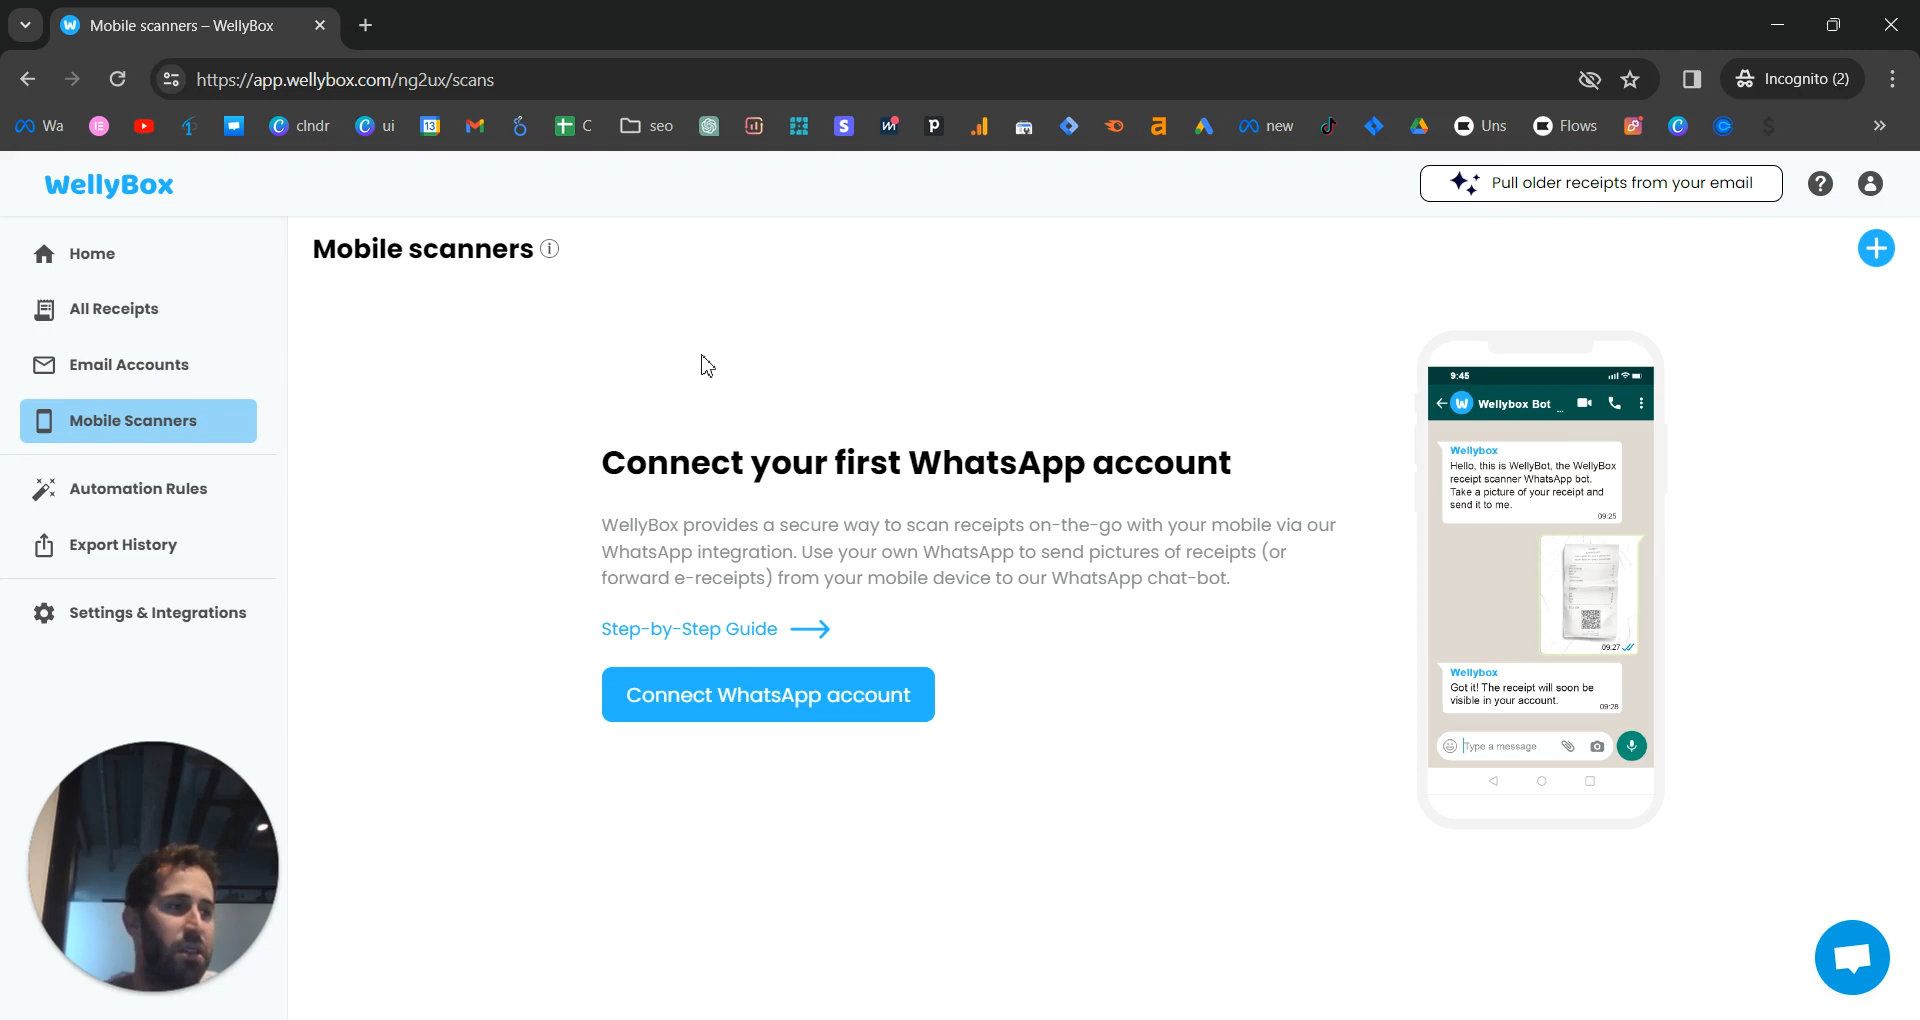 Mobile scanners – WellyBox
https://app.wellybox.com/ng2ux/scans
Incognito (2)
Wa
clndr
ui
13
C
seo
new
Uns
Flows
WellyBox
Pull older receipts from your email
Home
All Receipts
Email Accounts
Mobile Scanners
Automation Rules
Export History
Settings & Integrations
Mobile scanners
Connect your first WhatsApp account
WellyBox provides a secure way to scan receipts on-the-go with your mobile via our
WhatsApp integration. Use your own WhatsApp to send pictures of receipts (or
forward e-receipts) from your mobile device to our WhatsApp chat-bot.
Step-by-Step Guide
Connect WhatsApp account
9:45
Wellybox Bot ...
Wellybox
Hello, this is WellyBot, the WellyBox
receipt scanner WhatsApp bot.
Take a picture of your receipt and
send it to me.
09:25
09:27
Wellybox
Got it! The receipt will soon be
visible in your account.
09:28
Type a message